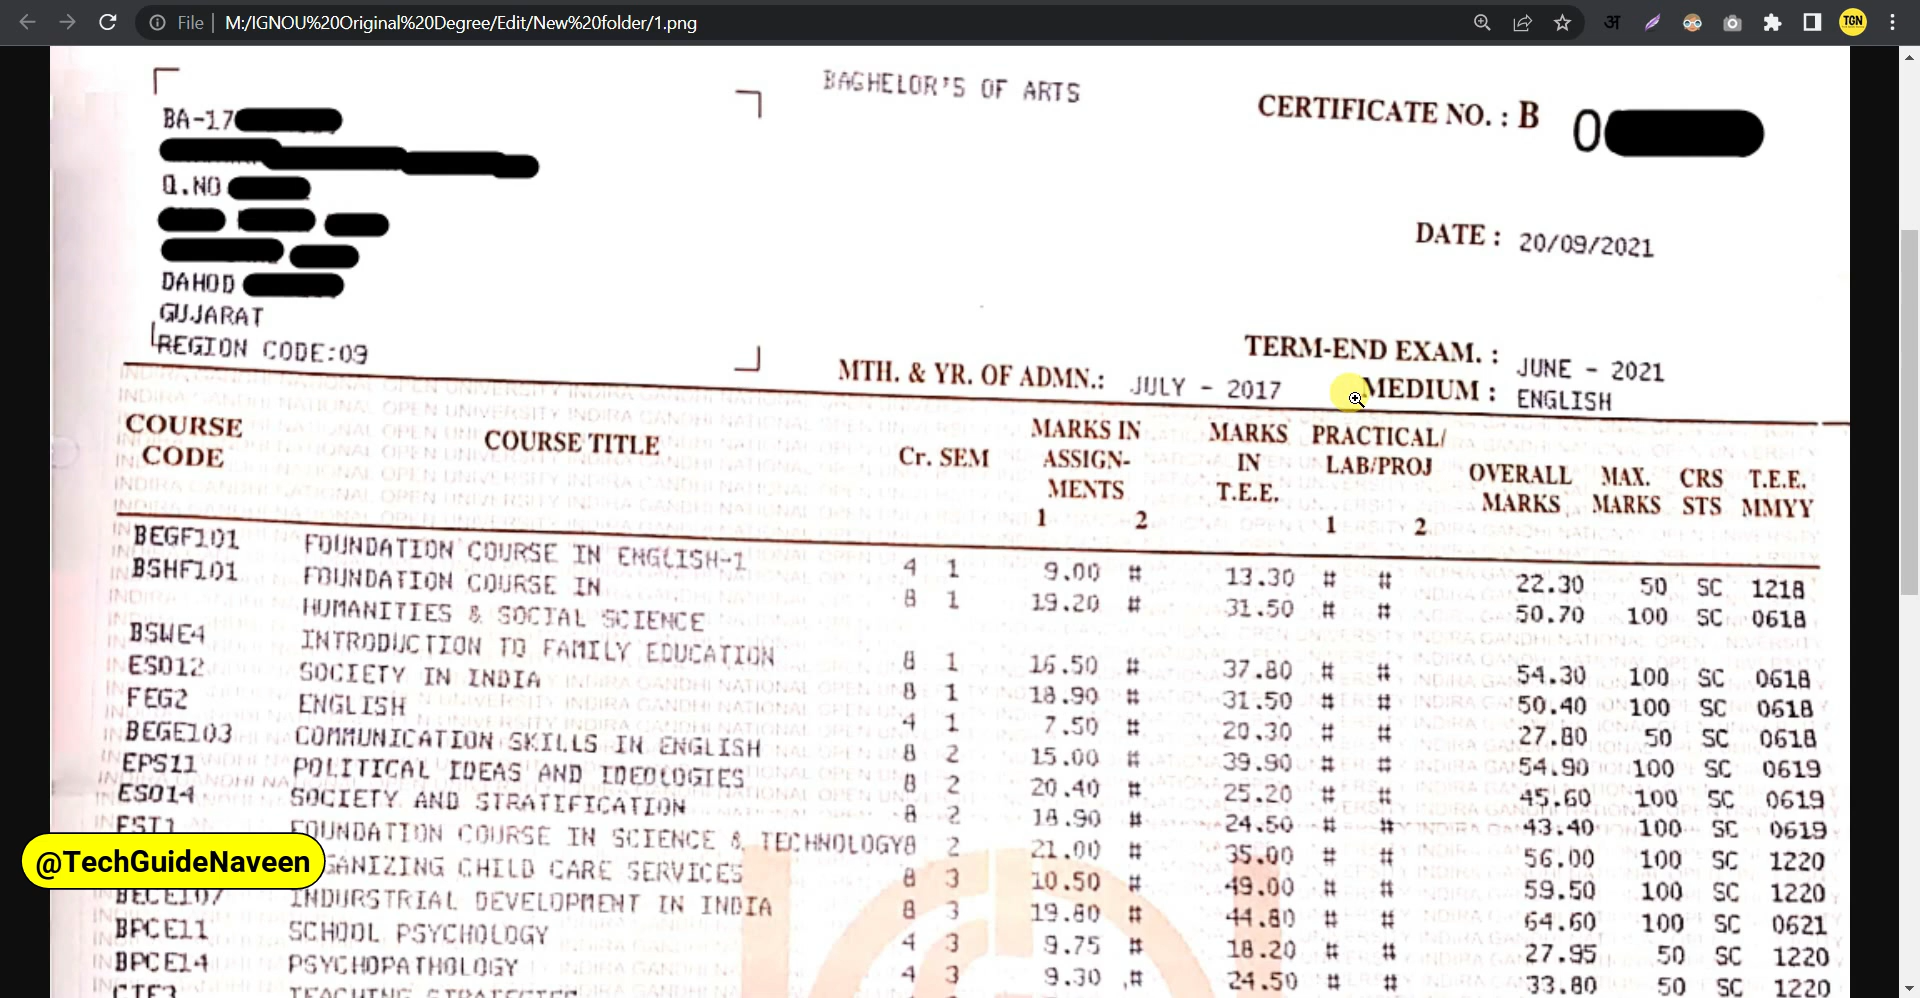 File | M:/IGNOU%20Original%20Degree/Edit/New%20folder/1.png
TGN
BACHELOR'S OF ARTS
CERTIFICATE NO. : B 0
BA-17
Q.NO
DATE : 20/09/2021
DAHOD
GUJARAT
REGION CODE:09
TERM-END EXAM. : JUNE - 2021
MTH. & YR. OF ADMN.: JULY - 2017 MEDIUM : ENGLISH
COURSE CODE COURSE TITLE Cr. SEM MARKS IN ASSIGN-MENTS MARKS IN T.E.E. PRACTICAL/ LAB/PROJ OVERALL MARKS MAX. MARKS CRS STS T.E.E. MMYY
1 2 1 2
BEGF101 FOUNDATION COURSE IN ENGLISH-1 4 1 9.00 # 13.30 # # 22.30 50 SC 1218
BSHF101 FOUNDATION COURSE IN 8 1 19.20 # 31.50 # # 50.70 100 SC 0618
HUMANITIES & SOCIAL SCIENCE
BSWE4 INTRODUCTION TO FAMILY EDUCATION 8 1 16.50 # 37.80 # # 54.30 100 SC 0618
ESO12 SOCIETY IN INDIA 8 1 18.90 # 31.50 # # 50.40 100 SC 0618
FEG2 ENGLISH 4 1 7.50 # 20.30 # # 27.80 50 SC 0618
BEGE103 COMMUNICATION SKILLS IN ENGLISH 8 2 15.00 # 39.90 # # 54.90 100 SC 0619
EPS11 POLITICAL IDEAS AND IDEOLOGIES 8 2 20.40 # 25.20 # # 45.60 100 SC 0619
ESO14 SOCIETY AND STRATIFICATION 8 2 18.90 # 24.50 # # 43.40 100 SC 0619
FST1 FOUNDATION COURSE IN SCIENCE & TECHNOLOGY 8 2 21.00 # 35.00 # # 56.00 100 SC 1220
GANIZING CHILD CARE SERVICES 8 3 10.50 # 49.00 # # 59.50 100 SC 1220
BECE107 INDURSTRIAL DEVELOPMENT IN INDIA 8 3 19.80 # 44.80 # # 64.60 100 SC 0621
BPCE11 SCHOOL PSYCHOLOGY 4 3 9.75 # 18.20 # # 27.95 50 SC 1220
BPCE14 PSYCHOPATHOLOGY 4 3 9.30 # 24.50 # # 33.80 50 SC 1220
@TechGuideNaveen